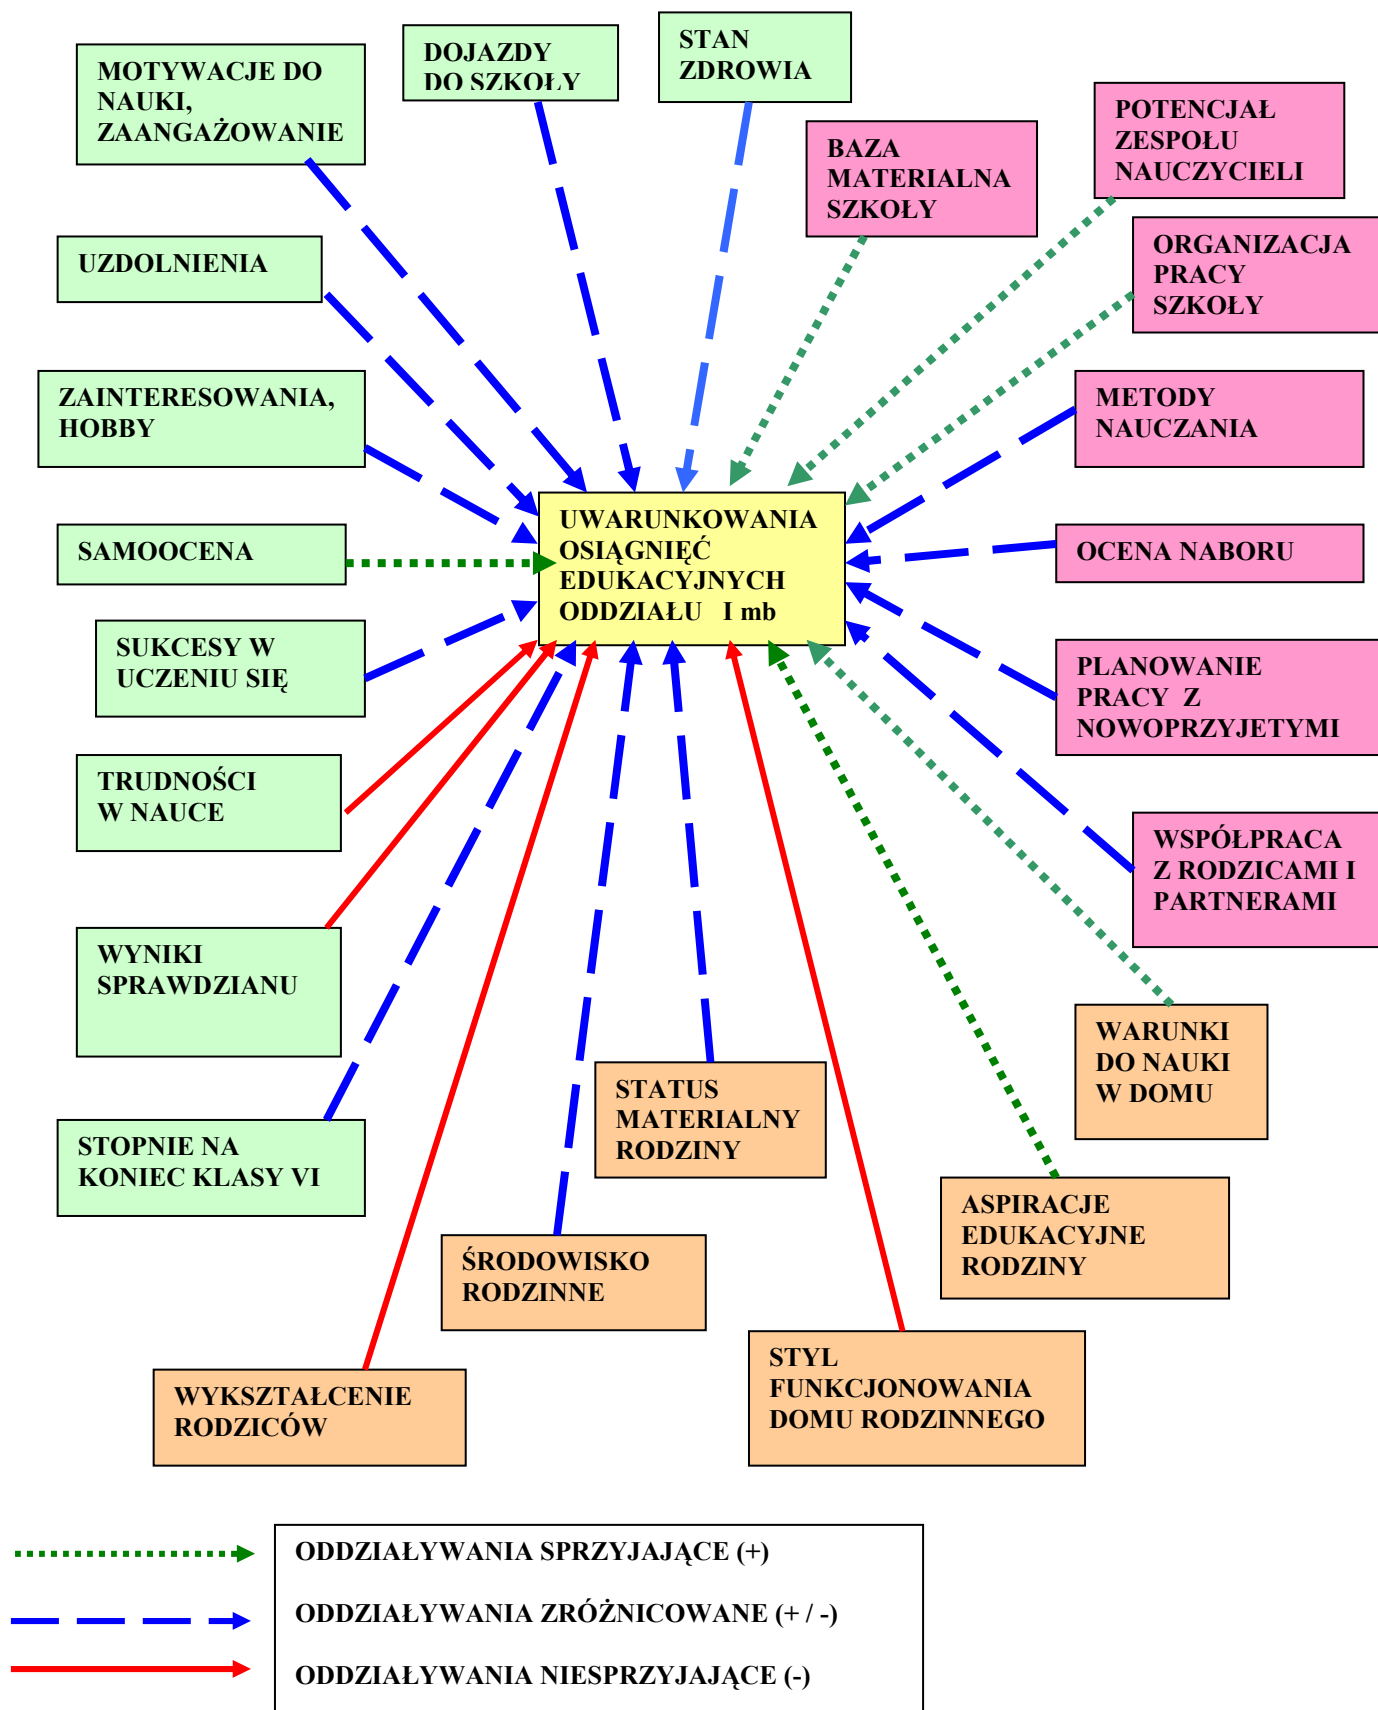 MOTYWACJE DO
NAUKI,
ZAANGAŻOWANIE
DOJAZDY
DO SZKOŁY
STAN
ZDROWIA
BAZA
MATERIALNA
SZKOŁY
POTENCJAŁ
ZESPOŁU
NAUCZYCIELI
UZDOLNIENIA
ORGANIZACJA
PRACY
SZKOŁY
ZAINTERESOWANIA,
HOBBY
METODY
NAUCZANIA
SAMOOCENA
UWARUNKOWANIA
OSIĄGNIĘĆ
EDUKACYJNYCH
ODDZIAŁU I mb
OCENA NABORU
SUKCESY W
UCZENIU SIĘ
PLANOWANIE
PRACY Z
NOWOPRZYJETYMI
TRUDNOŚCI
W NAUCE
WSPÓŁPRACA
Z RODZICAMI I
PARTNERAMI
WYNIKI
SPRAWDZIANU
WARUNKI
DO NAUKI
W DOMU
STATUS
MATERIALNY
RODZINY
STOPNIE NA
KONIEC KLASY VI
ASPIRACJE
EDUKACYJNE
RODZINY
ŚRODOWISKO
RODZINNE
STYL
FUNKCJONOWANIA
DOMU RODZINNEGO
WYKSZTAŁCENIE
RODZICÓW
ODDZIAŁYWANIA SPRZYJAJĄCE (+)
ODDZIAŁYWANIA ZRÓŻNICOWANE (+ / -)
ODDZIAŁYWANIA NIESPRZYJAJĄCE (-)